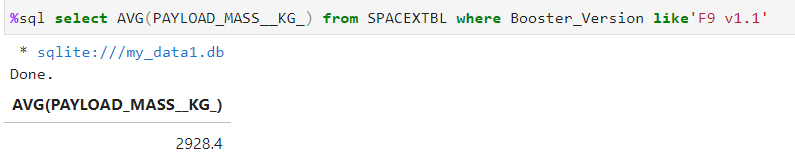 %sql select AVG(PAYLOAD_MASS__KG_) from SPACEXTBL where Booster_Version like'F9 v1.1'
* sqlite:///my_data1.db
Done.
AVG(PAYLOAD_MASS__KG_)
2928.4